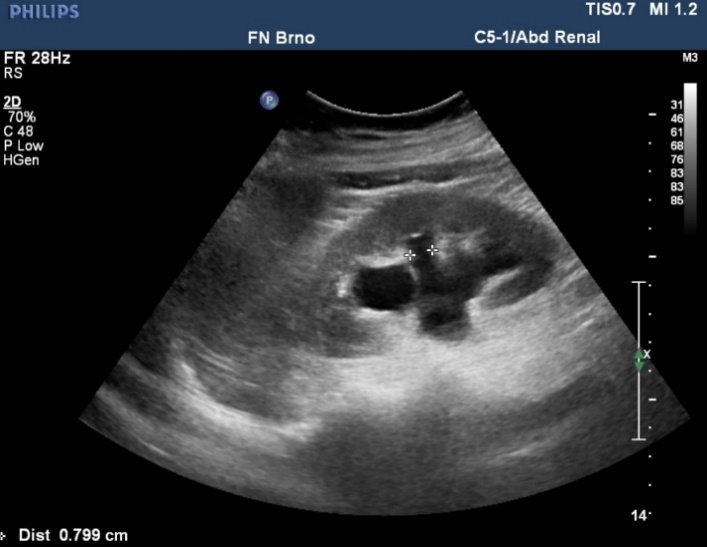 PHILIPS
TIS0.7 MI 1.2
FN Brno
C5-1/Abd Renal
FR 28Hz
RS
2D
70%
C 48
P Low
HGen
P
M3
31
46
61
68
76
83
83
85
x
14
Dist 0.799 cm